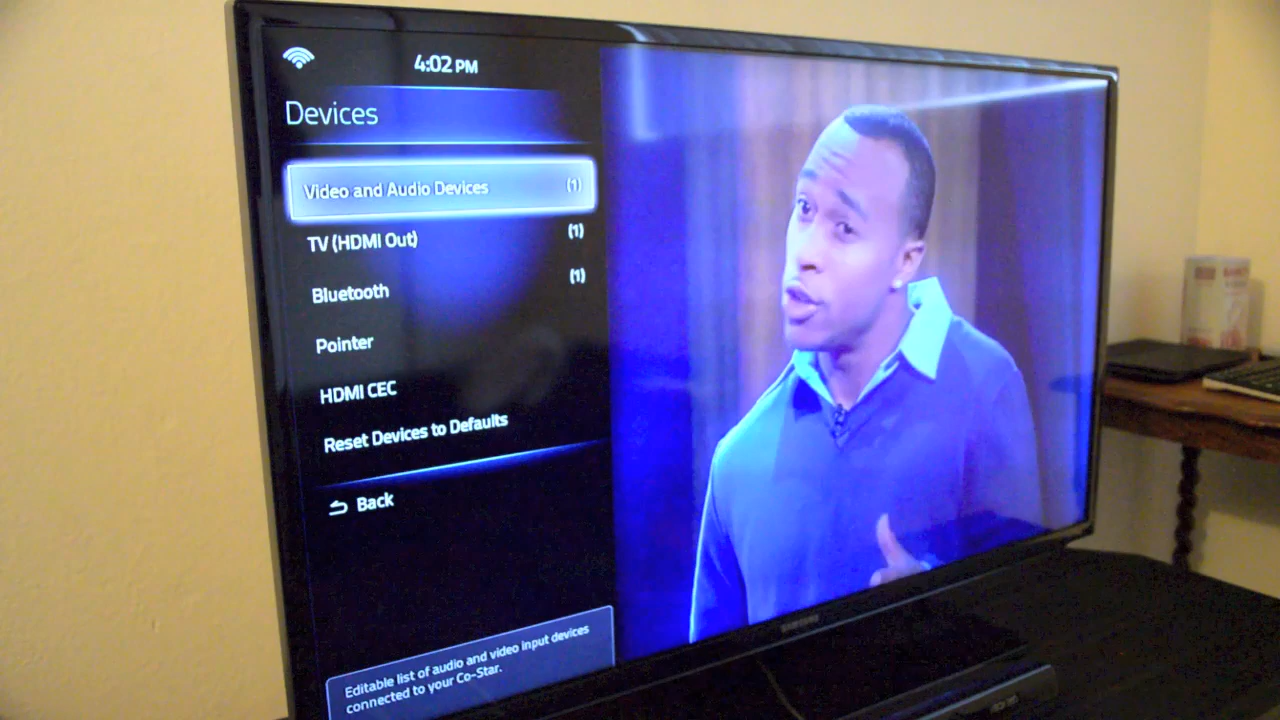 4:02 PM
Devices
Video and Audio Devices (1)
TV (HDMI Out) (1)
Bluetooth (1)
Pointer
HDMI CEC
Reset Devices to Defaults
Back
Editable list of audio and video input devices
connected to your Co-Star.
SAMSUNG